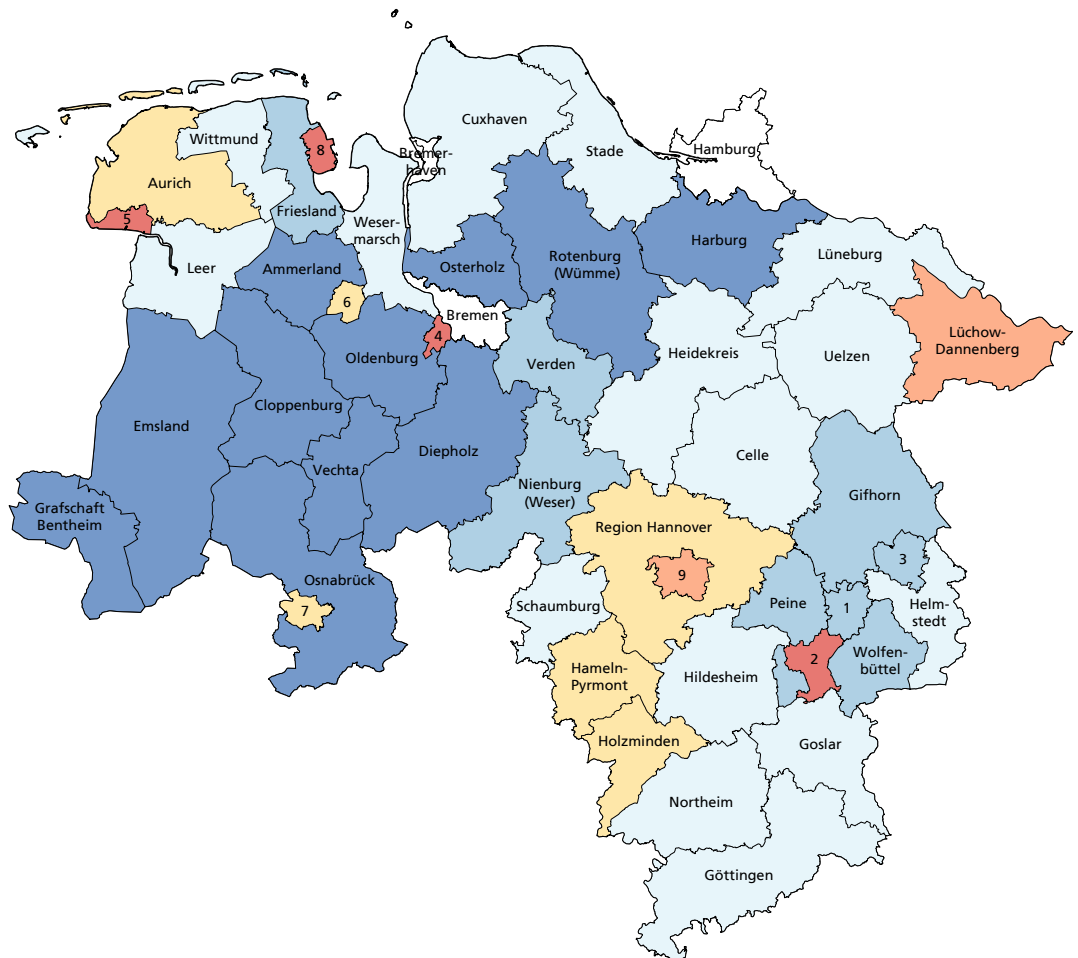 Cuxhaven
Wittmund
8
Bremer-
haven
Stade
Hamburg
Aurich
5
Friesland
Weser-
marsch
Leer
Ammerland
Osterholz
Rotenburg
(Wümme)
Harburg
Lüneburg
6
Bremen
4
Oldenburg
Verden
Heidekreis
Uelzen
Lüchow-
Dannenberg
Emsland
Cloppenburg
Vechta
Diepholz
Celle
Nienburg
(Weser)
Gifhorn
Grafschaft
Bentheim
Region Hannover
3
9
Osnabrück
7
Schaumburg
Peine
1
Helm-
stedt
2
Wolfen-
büttel
Hameln-
Pyrmont
Hildesheim
Holzminden
Goslar
Northeim
Göttingen